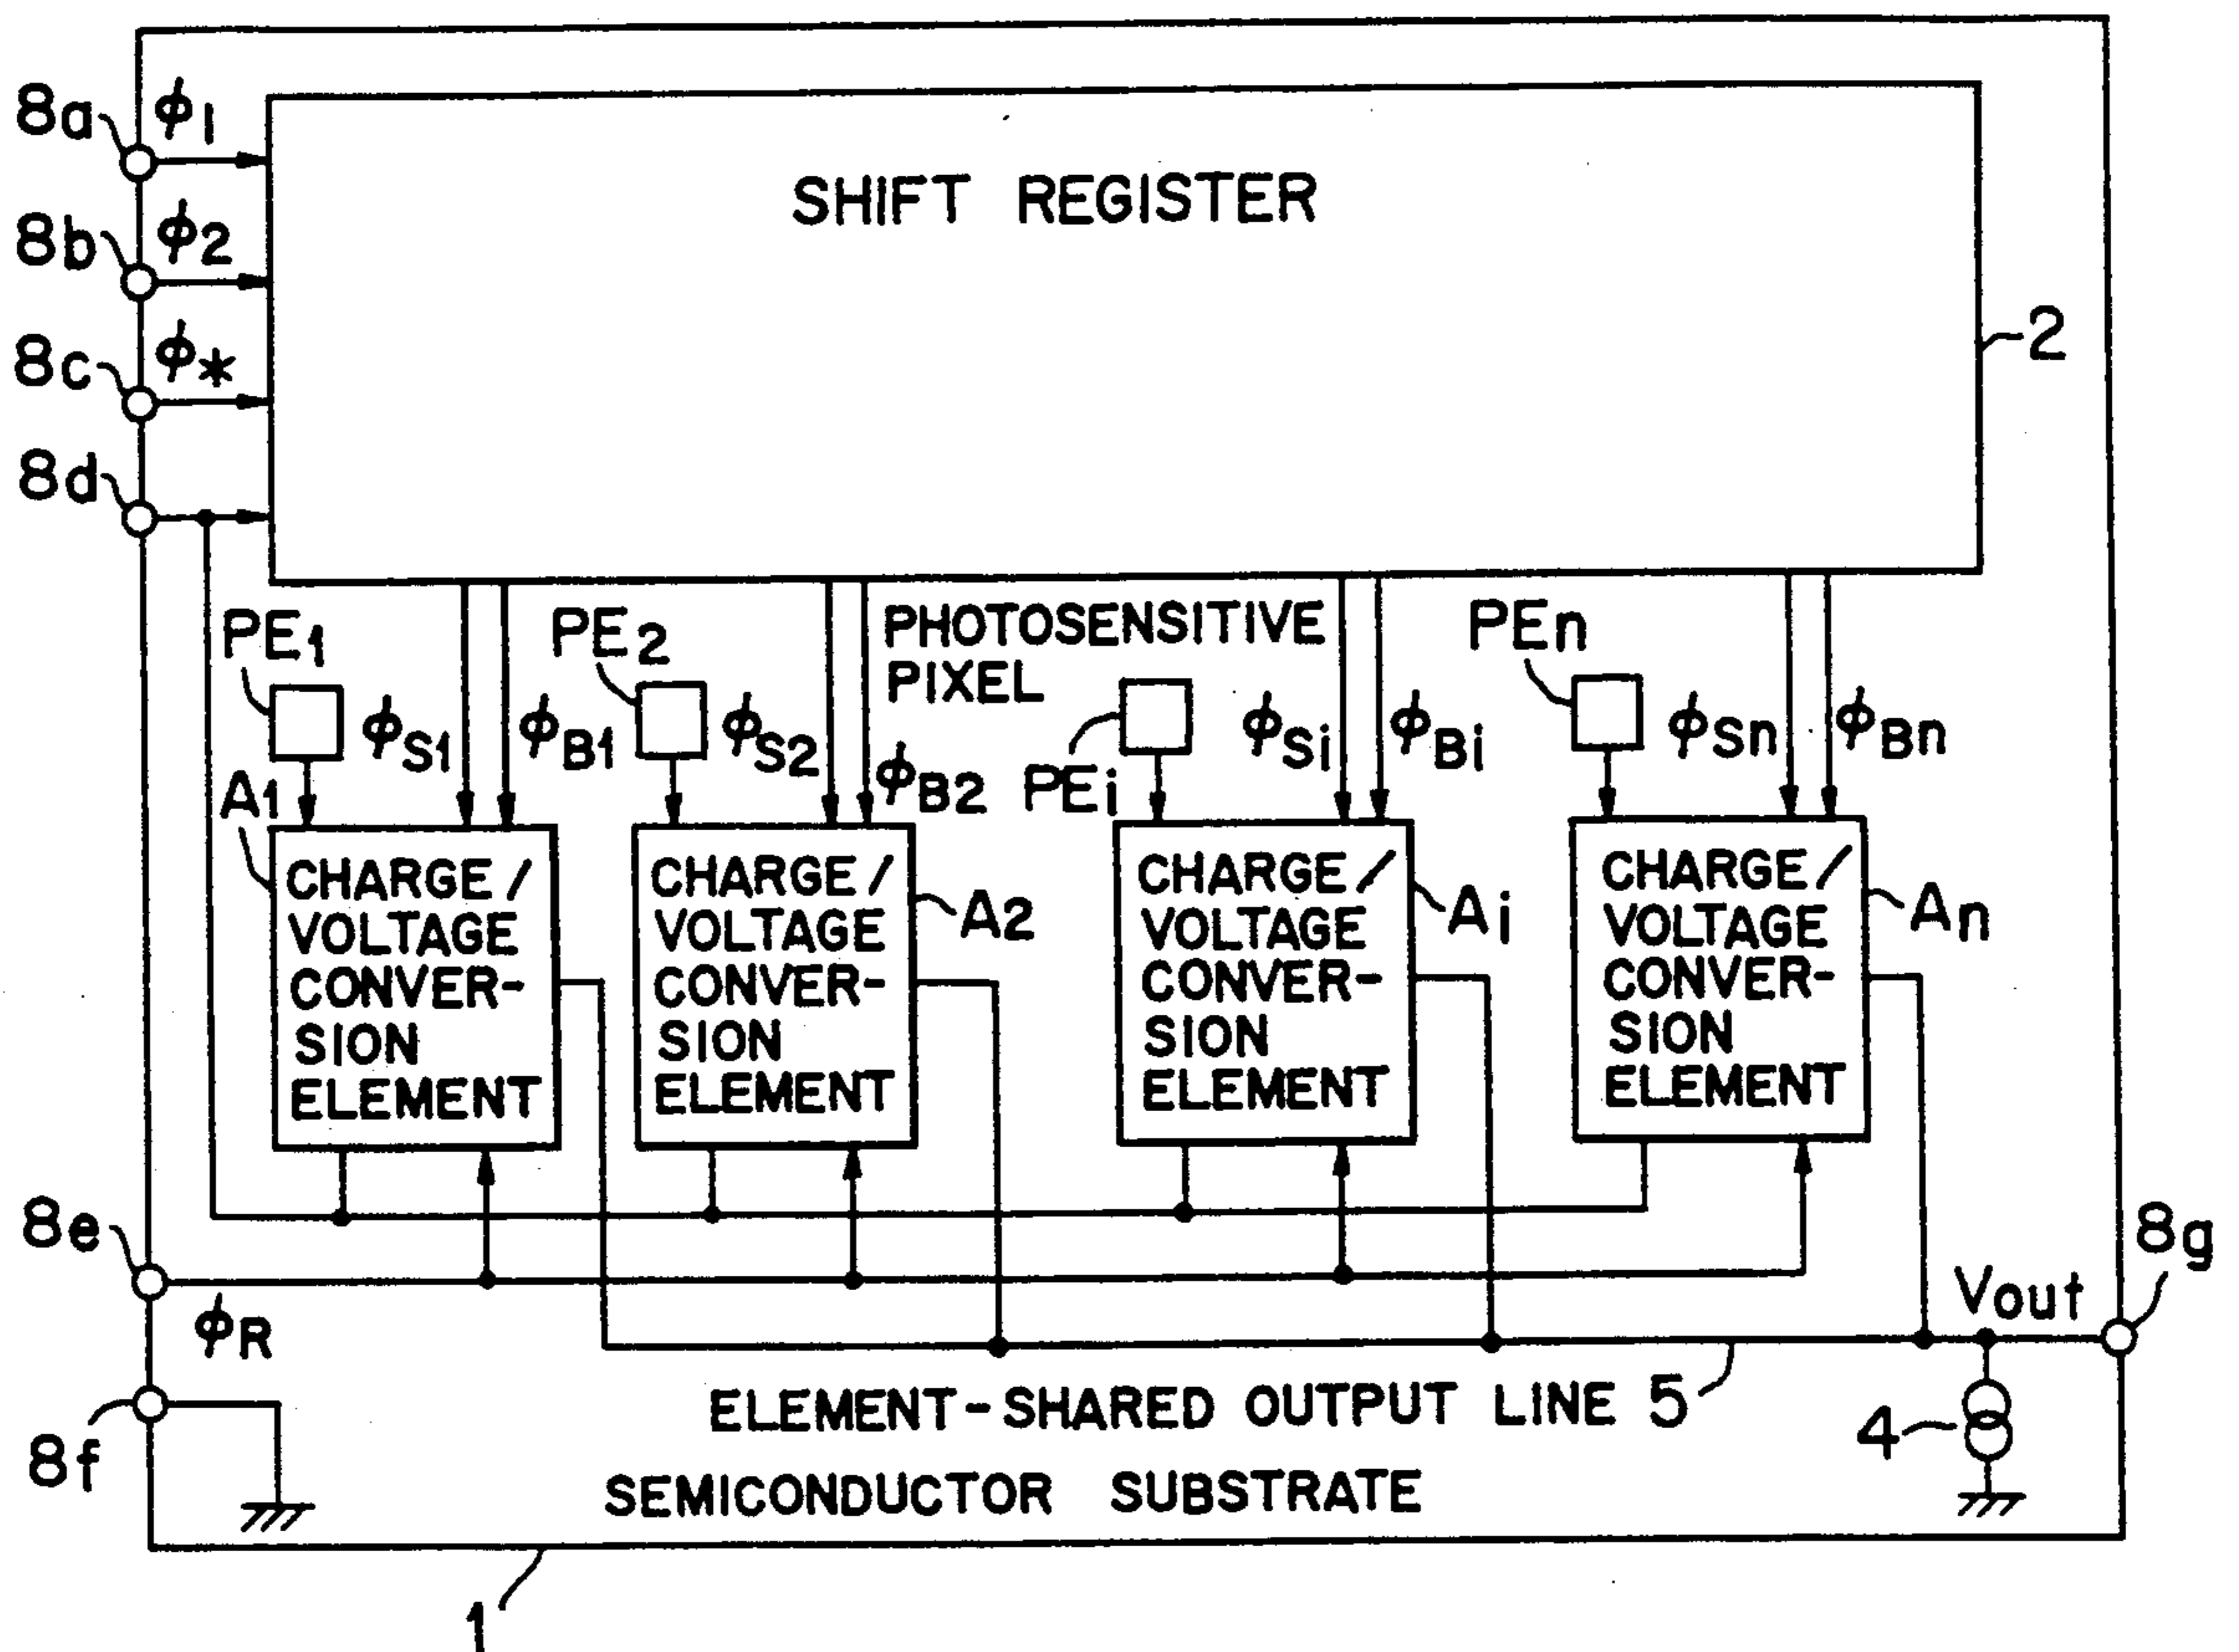 8a
ϕ1
8b
ϕ2
8c
ϕ*
8d
SHIFT REGISTER
2
PE1
PE2
PHOTOSENSITIVE
PIXEL
PEn
ϕS1
ϕB1
ϕS2
ϕB2
PEi
ϕSi
ϕBi
ϕSn
ϕBn
A1
CHARGE/
VOLTAGE
CONVER-
SION
ELEMENT
CHARGE/
VOLTAGE
CONVER-
SION
ELEMENT
A2
CHARGE/
VOLTAGE
CONVER-
SION
ELEMENT
Ai
CHARGE/
VOLTAGE
CONVER-
SION
ELEMENT
An
8e
ϕR
8g
Vout
8f
ELEMENT-SHARED OUTPUT LINE 5
4
SEMICONDUCTOR SUBSTRATE
1